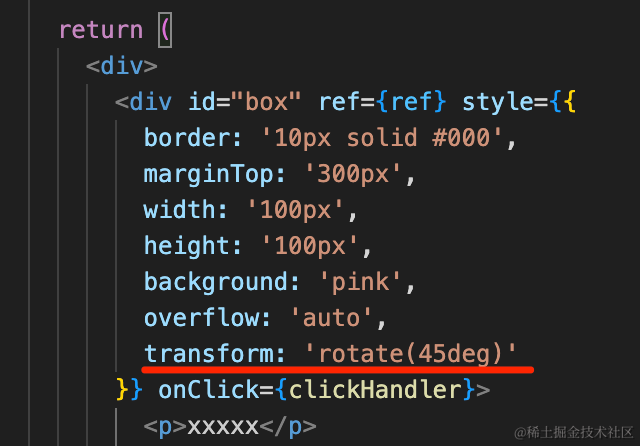 return (
<div>
<div id="box" ref={ref} style={{
border: '10px solid #000',
marginTop: '300px',
width: '100px',
height: '100px',
background: 'pink',
overflow: 'auto',
transform: 'rotate(45deg)'
}} onClick={clickHandler}>
<p>xxxxx</p>
@稀土掘金技术社区